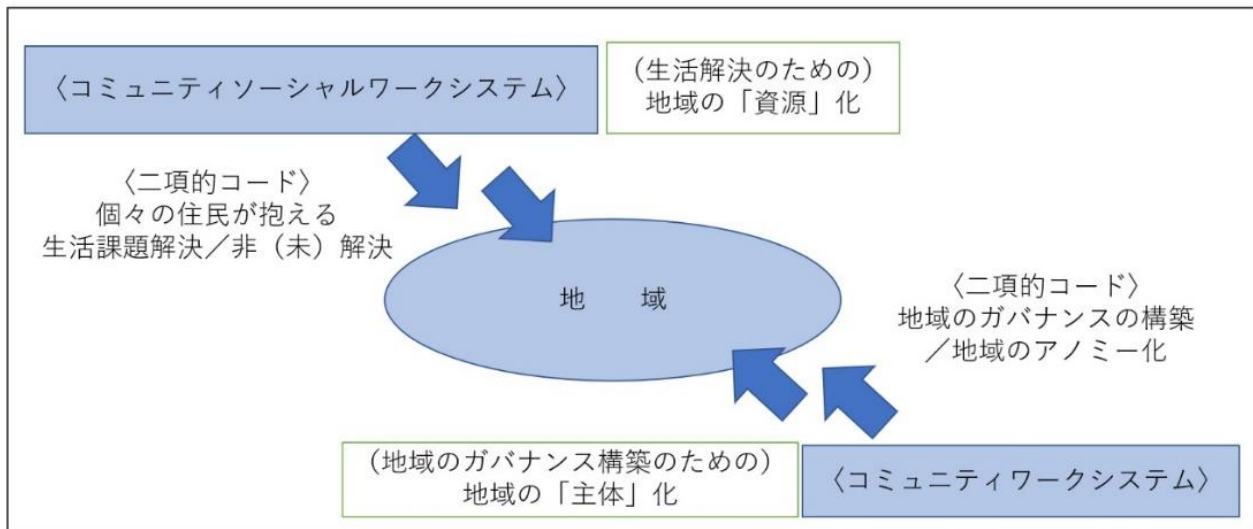 〈コミュニティソーシャルワークシステム〉
（生活解決のための）
地域の「資源」化
〈二項的コード〉
個々の住民が抱える
生活課題解決／非（未）解決
地　　域
〈二項的コード〉
地域のガバナンスの構築
／地域のアノミー化
（地域のガバナンス構築のための）
地域の「主体」化
〈コミュニティワークシステム〉